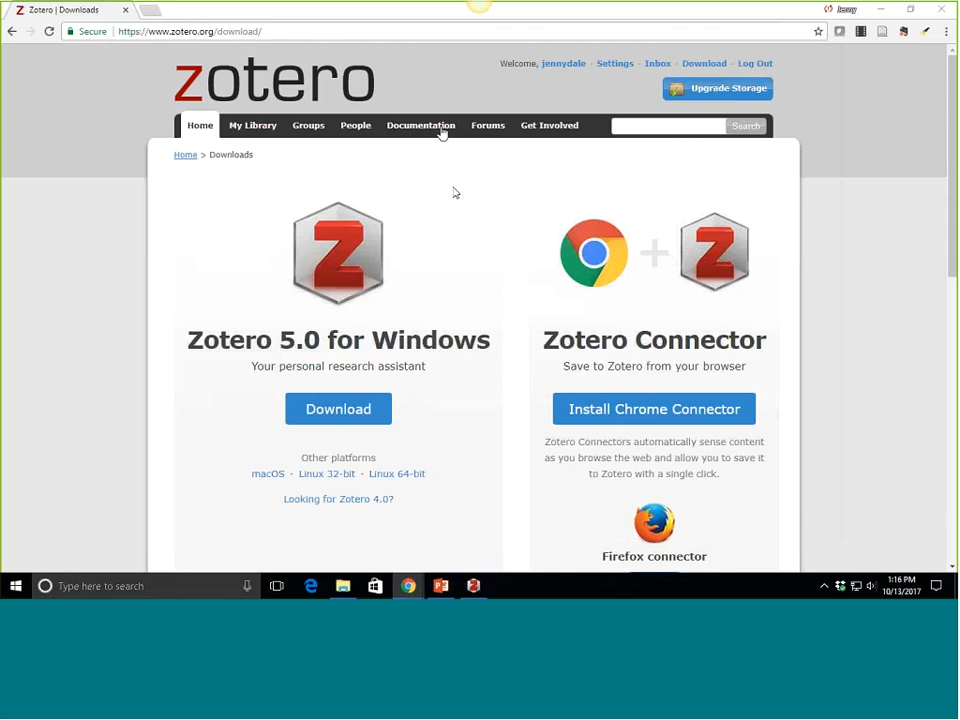 Zotero | Downloads
Jenny
Secure https://www.zotero.org/download/
zotero
Welcome, jennydale · Settings · Inbox · Download · Log Out
Upgrade Storage
Home My Library Groups People Documentation Forums Get Involved Search
Home > Downloads
Z
Z
Zotero 5.0 for Windows
Your personal research assistant
Download
Other platforms
macOS · Linux 32-bit · Linux 64-bit
Looking for Zotero 4.0?
Zotero Connector
Save to Zotero from your browser
Install Chrome Connector
Zotero Connectors automatically sense content
as you browse the web and allow you to save it
to Zotero with a single click.
Firefox connector
Type here to search
1:16 PM
10/13/2017